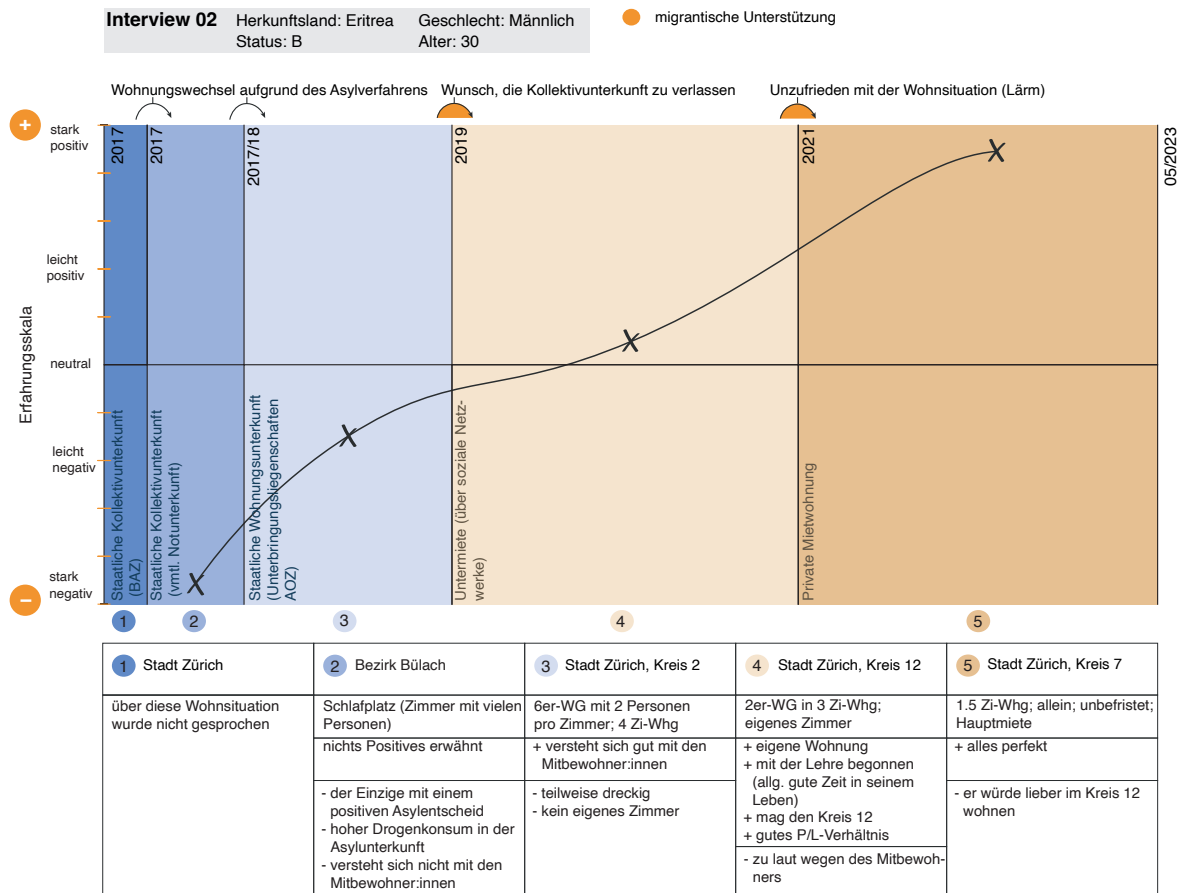 Interview 02
Herkunftsland: Eritrea
Geschlecht: Männlich
Status: B
Alter: 30
migrantische Unterstützung
Wohnungswechsel aufgrund des Asylverfahrens
Wunsch, die Kollektivunterkunft zu verlassen
Unzufrieden mit der Wohnsituation (Lärm)
+
stark
positiv
leicht
positiv
neutral
leicht
negativ
stark
negativ
−
Erfahrungsskala
2017
2017
2017/18
2019
2021
05/2023
Staatliche Kollektivunterkunft
(BAZ)
Staatliche Kollektivunterkunft
(vmtl. Notunterkunft)
Staatliche Wohnungsunterkunft
(Unterbringungsliegenschaften
AOZ)
Untermiete (über soziale Netz-
werke)
Private Mietwohnung
1
2
3
4
5
1 Stadt Zürich
über diese Wohnsituation
wurde nicht gesprochen
2 Bezirk Bülach
Schlafplatz (Zimmer mit vielen
Personen)
nichts Positives erwähnt
- der Einzige mit einem
positiven Asylentscheid
- hoher Drogenkonsum in der
Asylunterkunft
- versteht sich nicht mit den
Mitbewohner:innen
3 Stadt Zürich, Kreis 2
6er-WG mit 2 Personen
pro Zimmer; 4 Zi-Whg
+ versteht sich gut mit den
Mitbewohner:innen
- teilweise dreckig
- kein eigenes Zimmer
4 Stadt Zürich, Kreis 12
2er-WG in 3 Zi-Whg;
eigenes Zimmer
+ eigene Wohnung
+ mit der Lehre begonnen
(allg. gute Zeit in seinem
Leben)
+ mag den Kreis 12
+ gutes P/L-Verhältnis
- zu laut wegen des Mitbewoh-
ners
5 Stadt Zürich, Kreis 7
1.5 Zi-Whg; allein; unbefristet;
Hauptmiete
+ alles perfekt
- er würde lieber im Kreis 12
wohnen